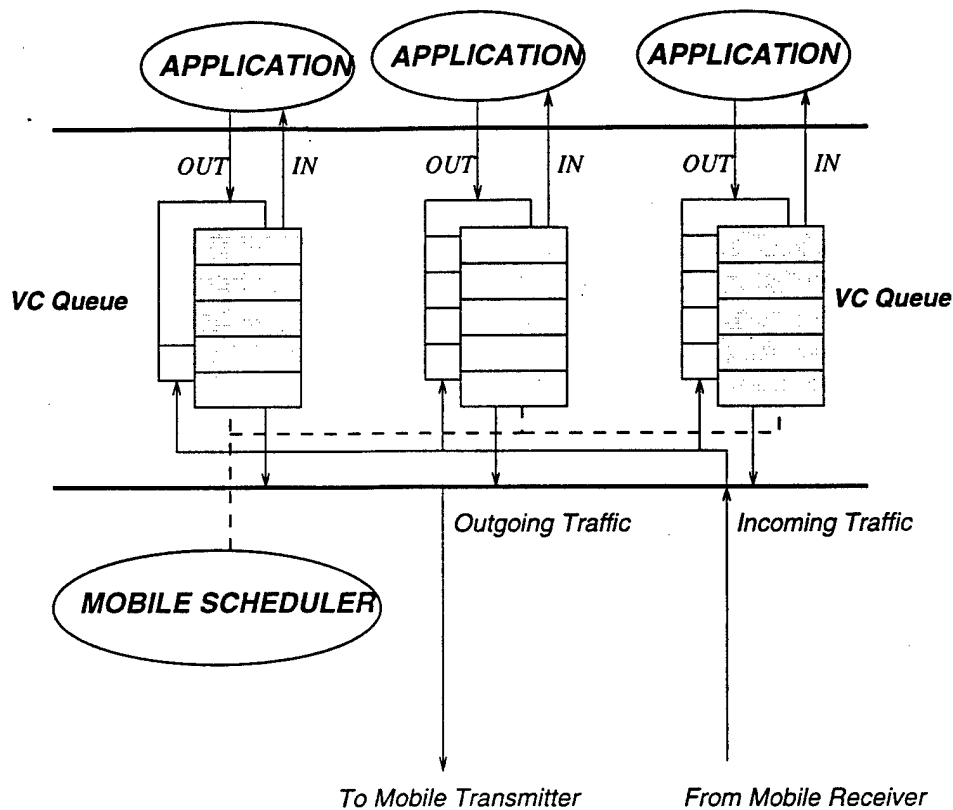 APPLICATION
APPLICATION
APPLICATION
OUT
IN
OUT
IN
OUT
IN
VC Queue
VC Queue
Outgoing Traffic
Incoming Traffic
MOBILE SCHEDULER
To Mobile Transmitter
From Mobile Receiver